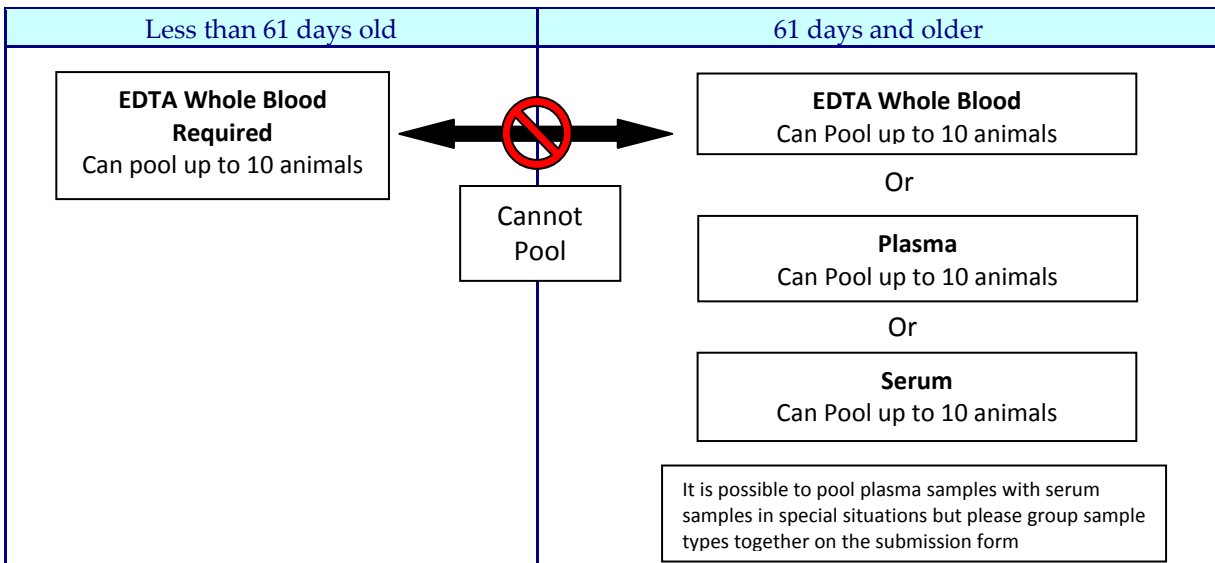 Less than 61 days old
61 days and older
EDTA Whole Blood
Required
Can pool up to 10 animals
Cannot
Pool
EDTA Whole Blood
Can Pool up to 10 animals
Or
Plasma
Can Pool up to 10 animals
Or
Serum
Can Pool up to 10 animals
It is possible to pool plasma samples with serum
samples in special situations but please group sample
types together on the submission form